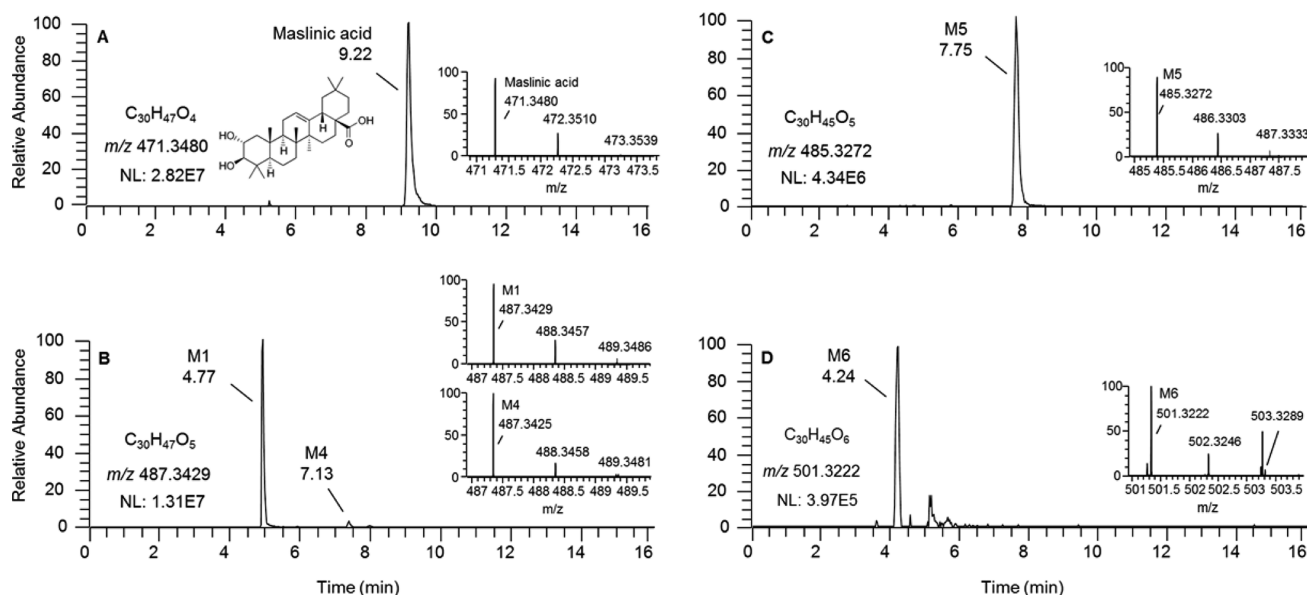 A
Relative Abundance
100
80
60
40
20
0
Maslinic acid
9.22
C30H47O4
m/z 471.3480
NL: 2.82E7
HO
HO
H
H
H
OH
O
100
50
0
Maslinic acid
471.3480
472.3510
473.3539
471 471.5 472 472.5 473 473.5
m/z
0 2 4 6 8 10 12 14 16
C
100
80
60
40
20
0
M5
7.75
C30H45O5
m/z 485.3272
NL: 4.34E6
100
50
0
M5
485.3272
486.3303
487.3333
485 485.5 486 486.5 487 487.5
m/z
0 2 4 6 8 10 12 14 16
B
Relative Abundance
100
80
60
40
20
0
M1
4.77
M4
7.13
C30H47O5
m/z 487.3429
NL: 1.31E7
100
50
0
M1
487.3429
488.3457
489.3486
487 487.5 488 488.5 489 489.5
100
50
0
M4
487.3425
488.3458
489.3481
487 487.5 488 488.5 489 489.5
m/z
0 2 4 6 8 10 12 14 16
Time (min)
D
100
80
60
40
20
0
M6
4.24
C30H45O6
m/z 501.3222
NL: 3.97E5
100
50
0
M6
501.3222
502.3246
503.3289
501 501.5 502 502.5 503 503.5
m/z
0 2 4 6 8 10 12 14 16
Time (min)